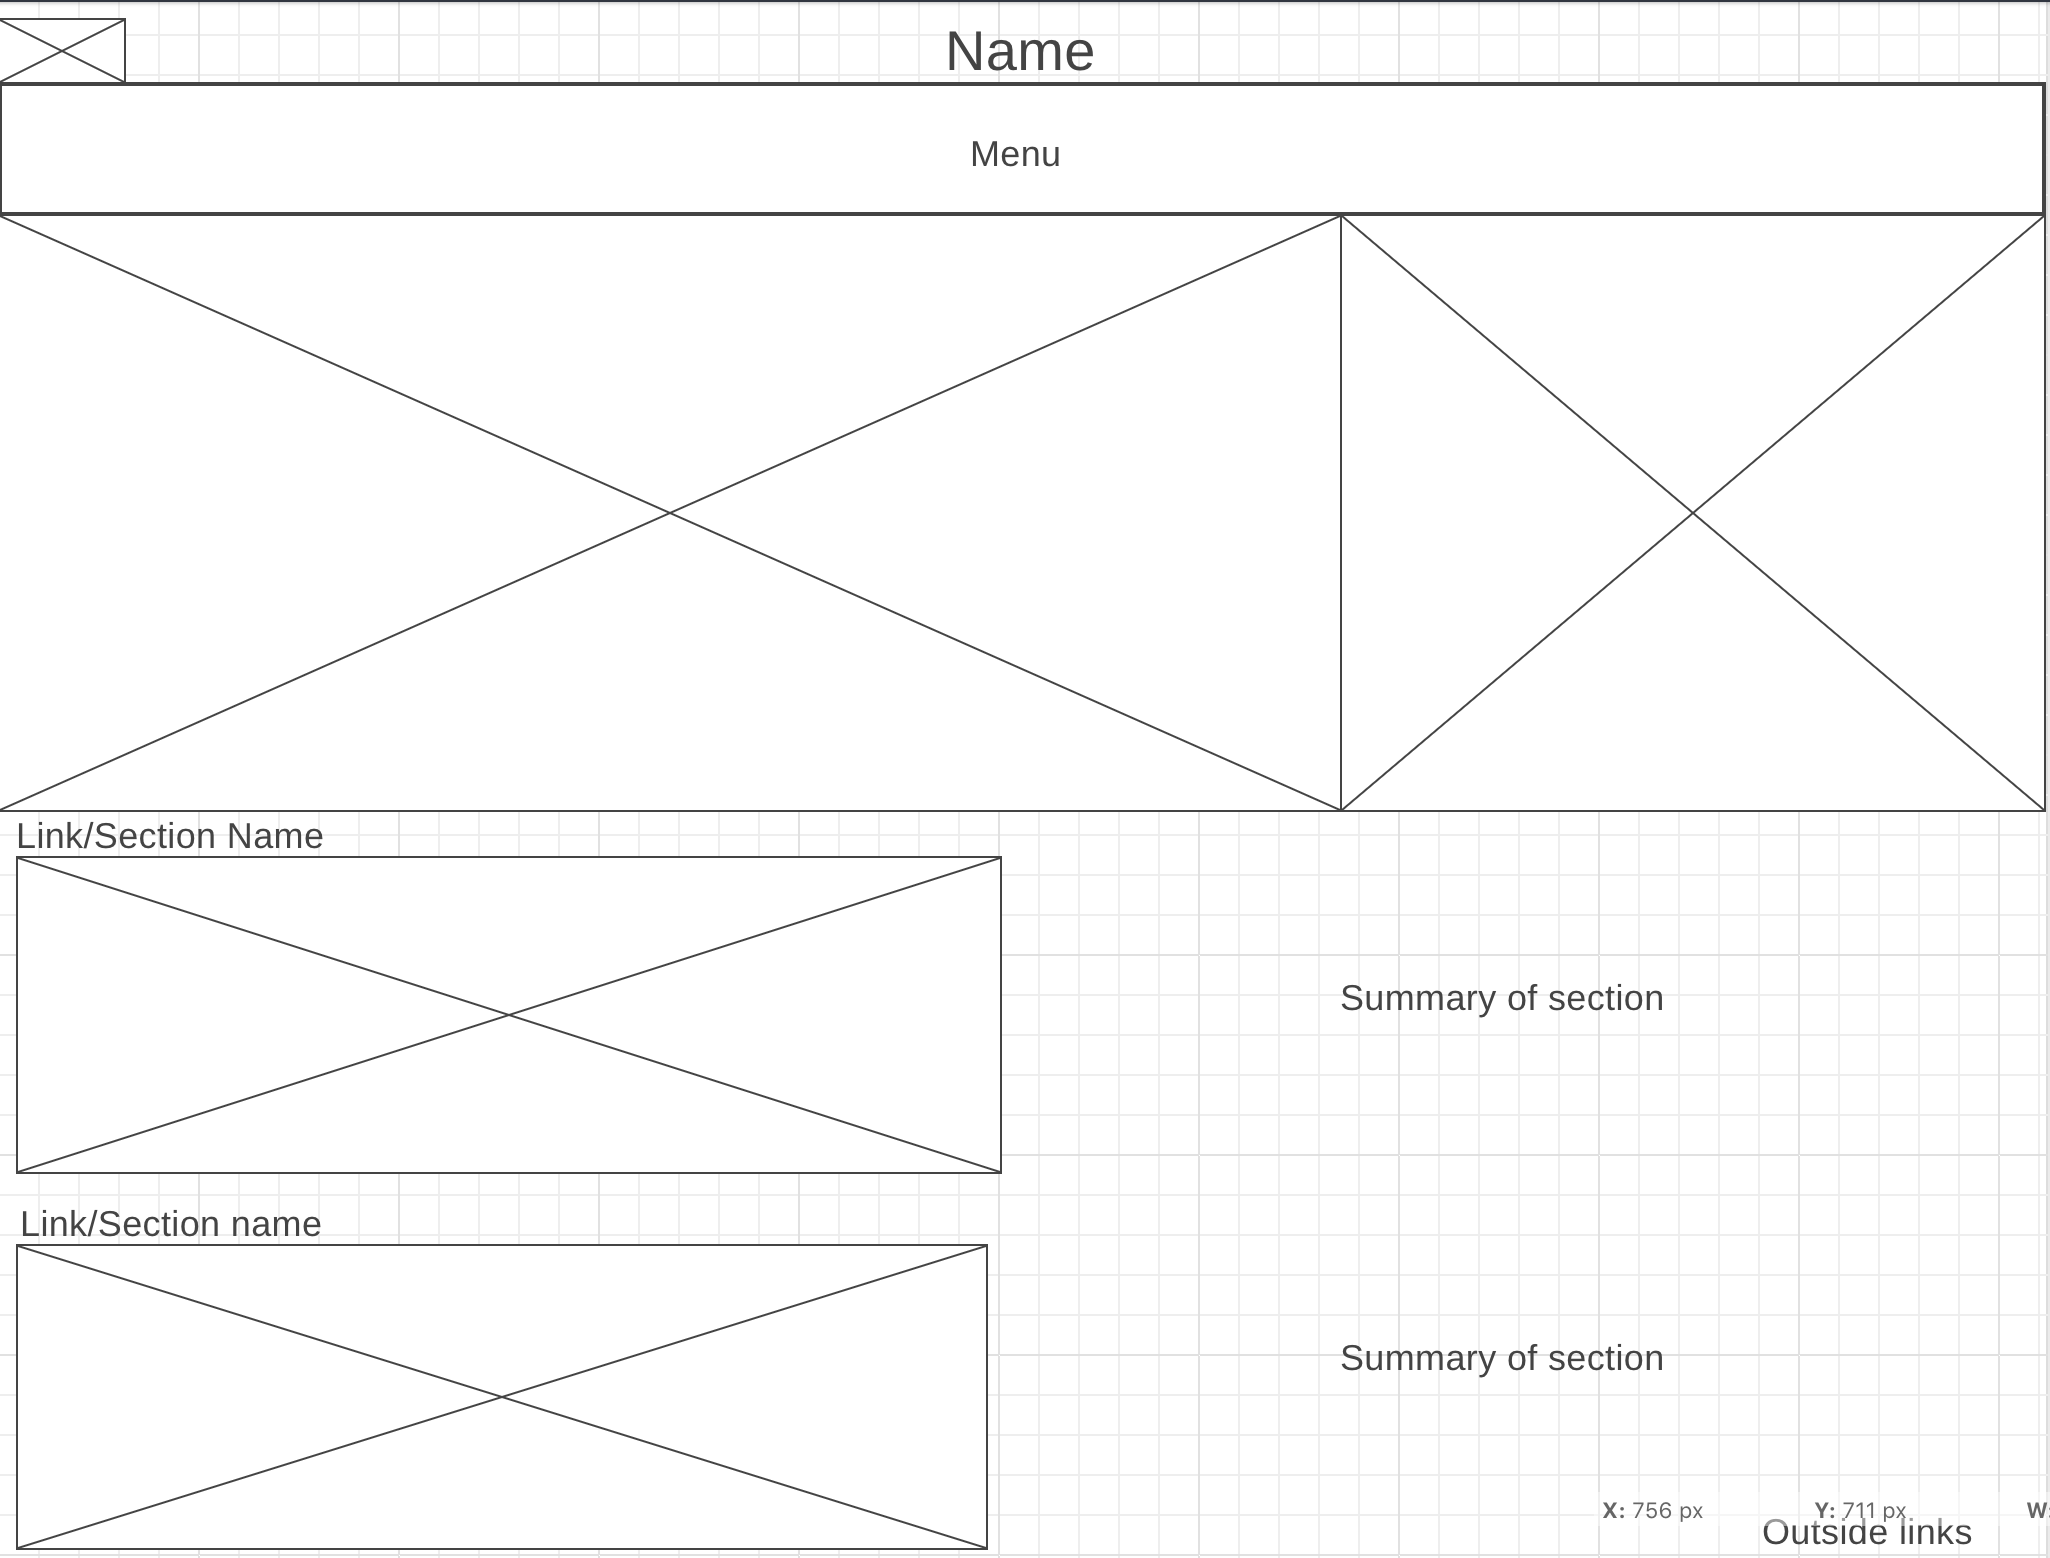 Name
Menu
Link/Section Name
Summary of section
Link/Section name
Summary of section
X: 756 px Y: 711 px W:
Outside links